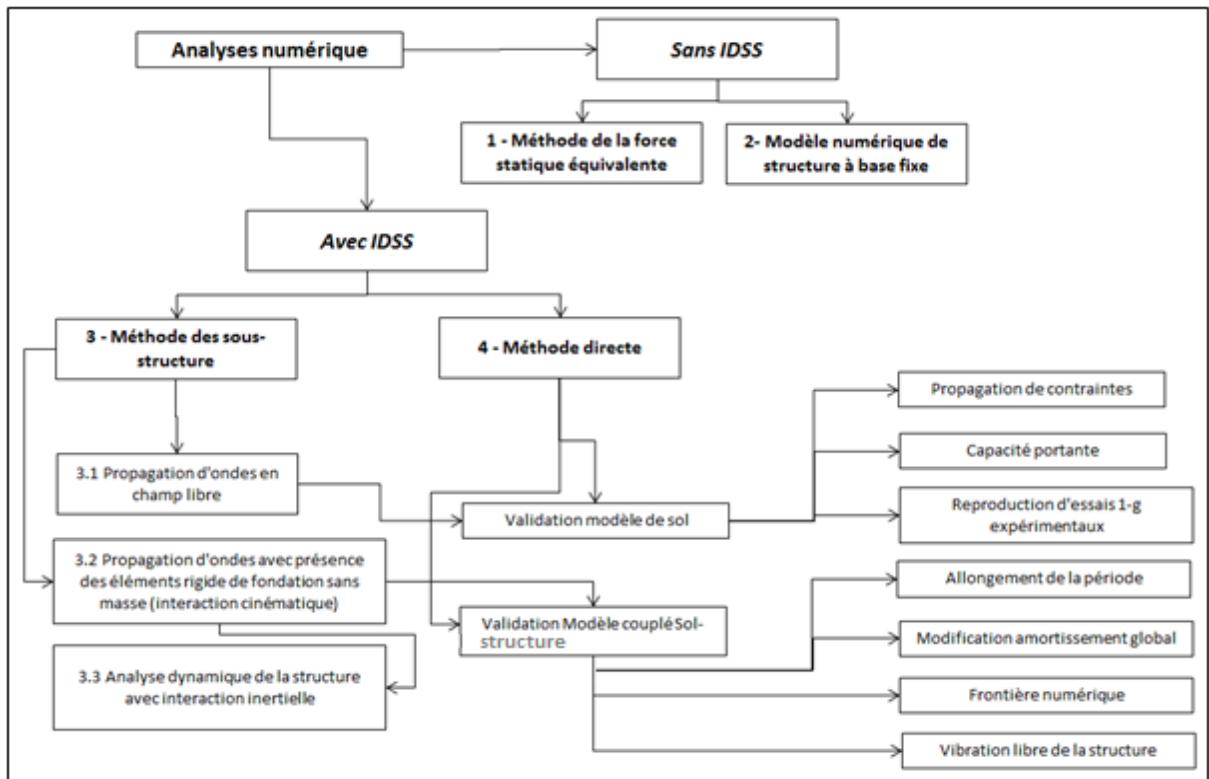 Analyses numérique
Sans IDSS
1 - Méthode de la force
statique équivalente
2- Modèle numérique de
structure à base fixe
Avec IDSS
3 - Méthode des sous-
structure
4 - Méthode directe
Propagation de contraintes
Capacité portante
3.1 Propagation d'ondes en
champ libre
Validation modèle de sol
Reproduction d'essais 1-g
expérimentaux
3.2 Propagation d'ondes avec présence
des éléments rigide de fondation sans
masse (interaction cinématique)
Allongement de la période
Validation Modèle couplé Sol-
structure
Modification amortissement global
3.3 Analyse dynamique de la structure
avec interaction inertielle
Frontière numérique
Vibration libre de la structure